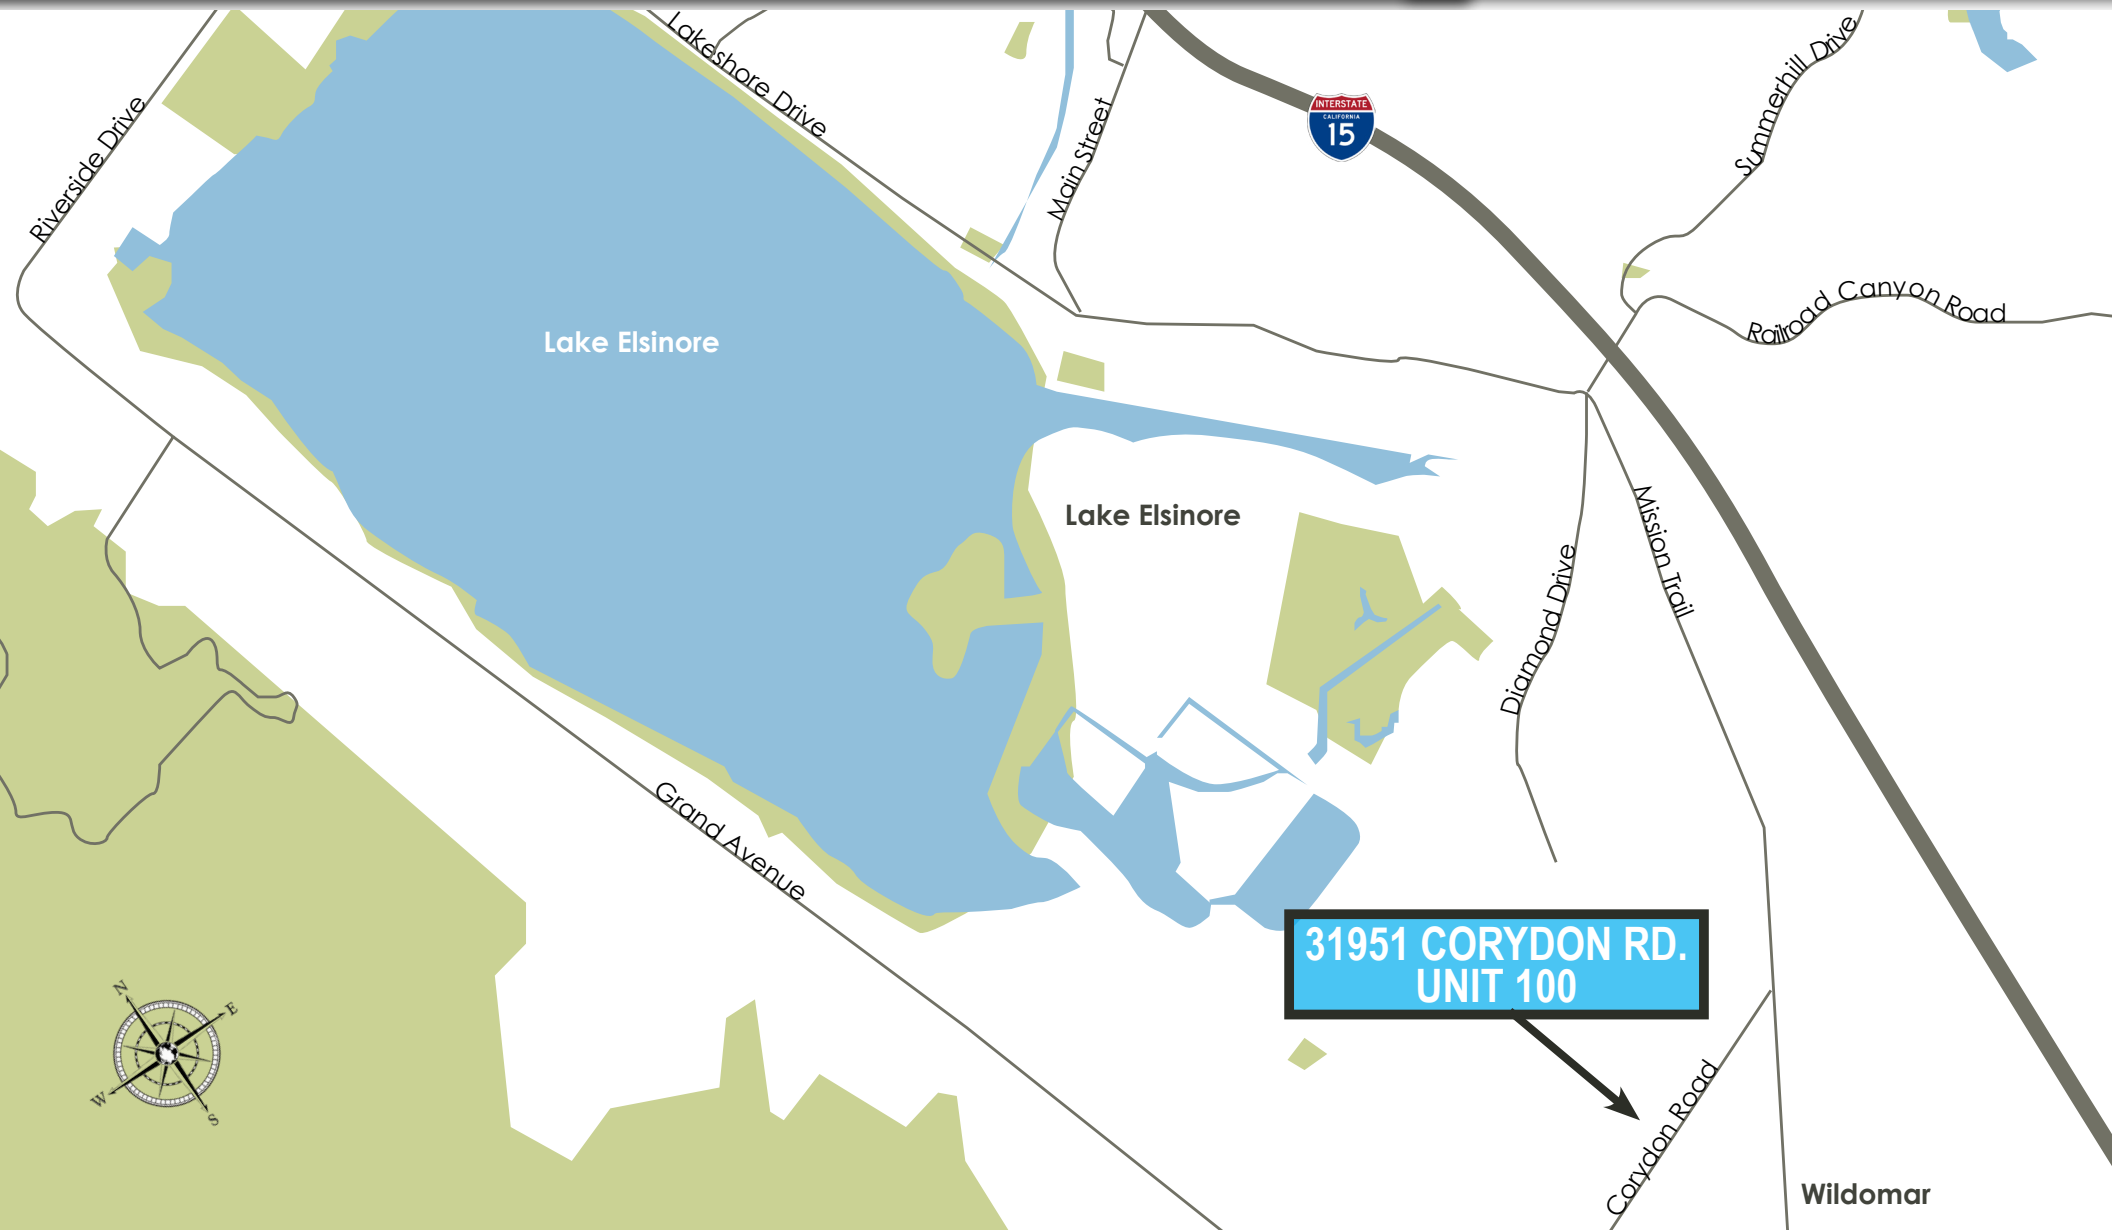 Lakeshore Drive
Summerhill Drive
Riverside Drive
Main Street
INTERSTATE
CALIFORNIA
15
Railroad Canyon Road
Lake Elsinore
Lake Elsinore
Mission Trail
Diamond Drive
Grand Avenue
31951 CORYDON RD.
UNIT 100
N
E
W
S
Corydon Road
Wildomar